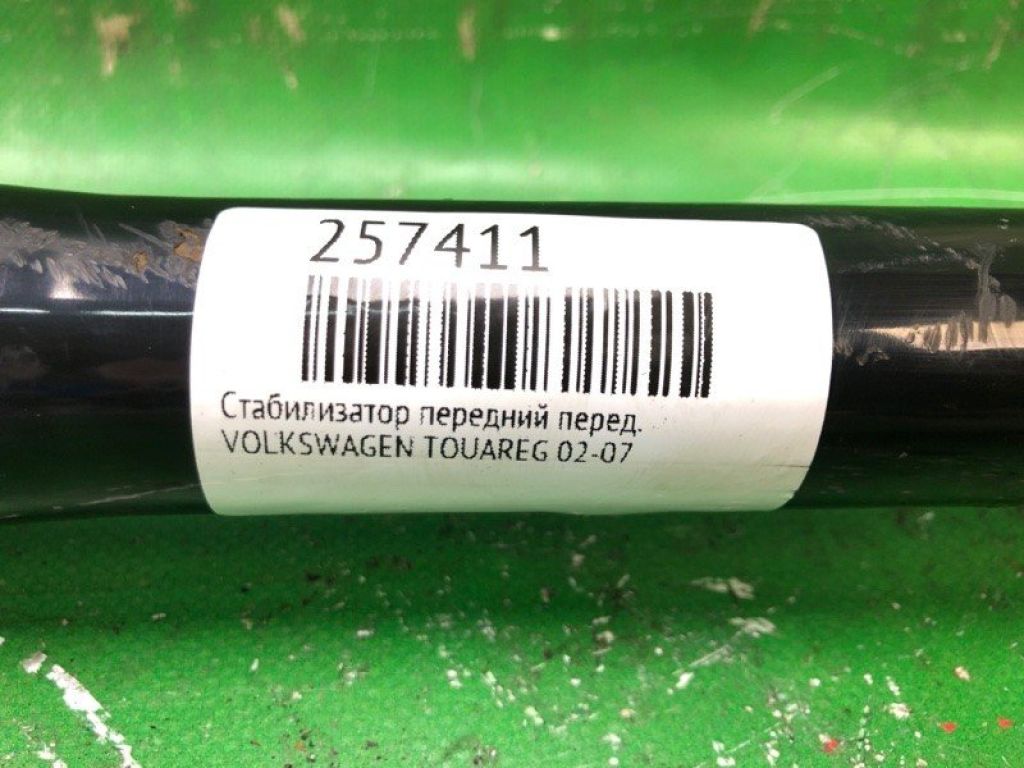 257411
Стабилизатор передний перед.
VOLKSWAGEN TOUAREG 02-07